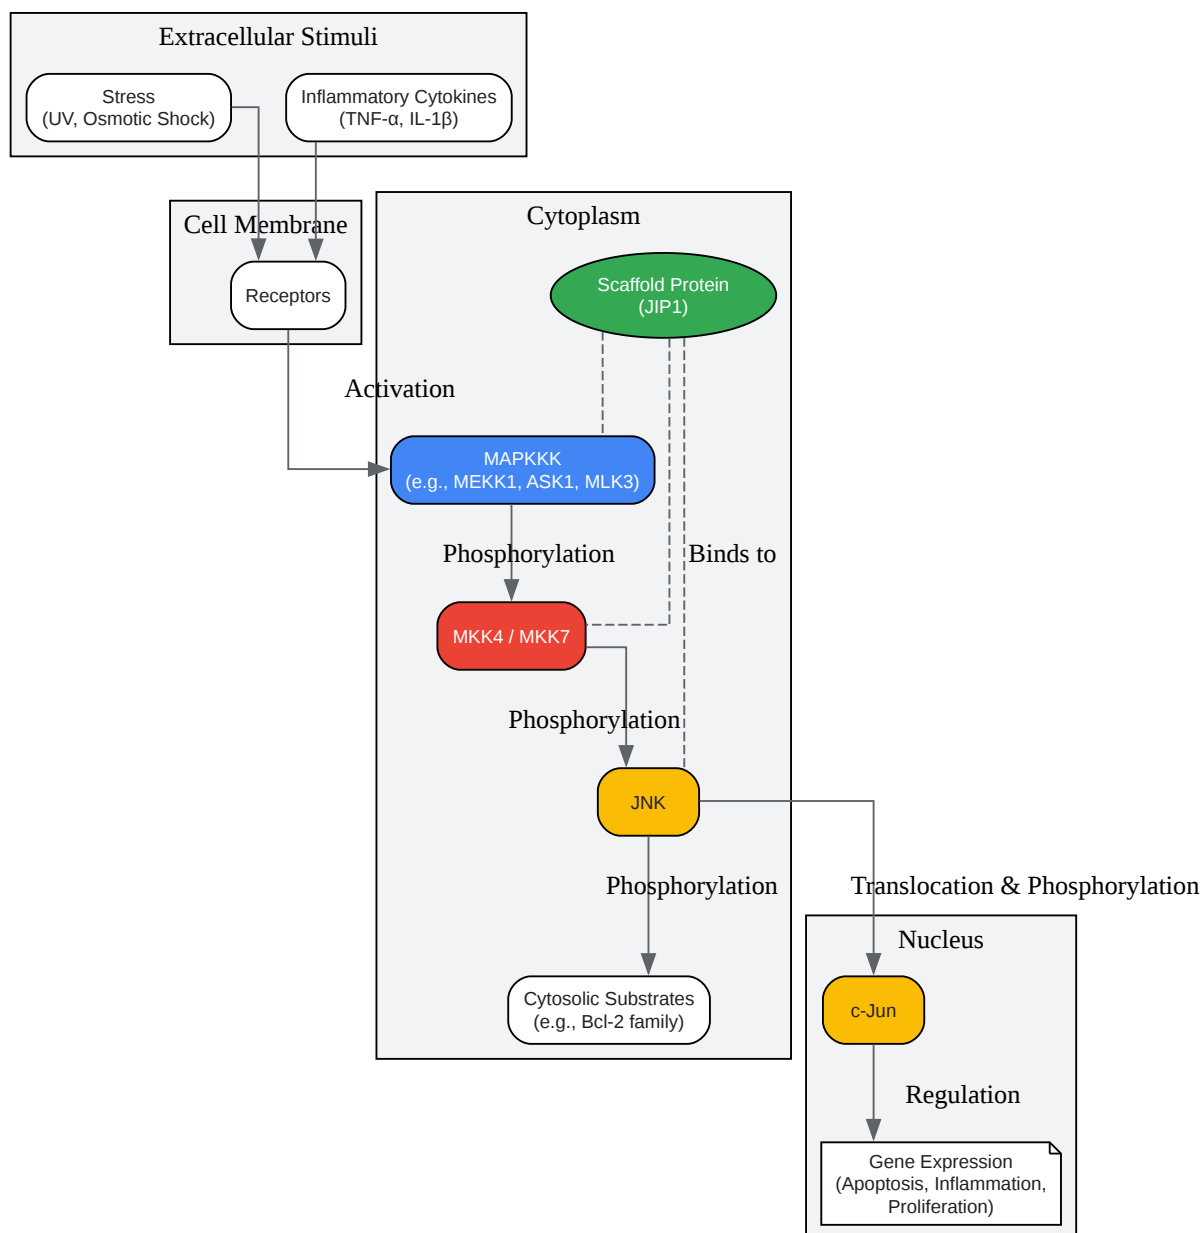 Extracellular Stimuli
Stress
(UV, Osmotic Shock)
Inflammatory Cytokines
(TNF-α, IL-1β)
Cell Membrane
Receptors
Cytoplasm
Scaffold Protein
(JIP1)
Activation
MAPKKK
(e.g., MEKK1, ASK1, MLK3)
Phosphorylation
Binds to
MKK4 / MKK7
Phosphorylation
JNK
Phosphorylation
Translocation & Phosphorylation
Cytosolic Substrates
(e.g., Bcl-2 family)
Nucleus
c-Jun
Regulation
Gene Expression
(Apoptosis, Inflammation,
Proliferation)